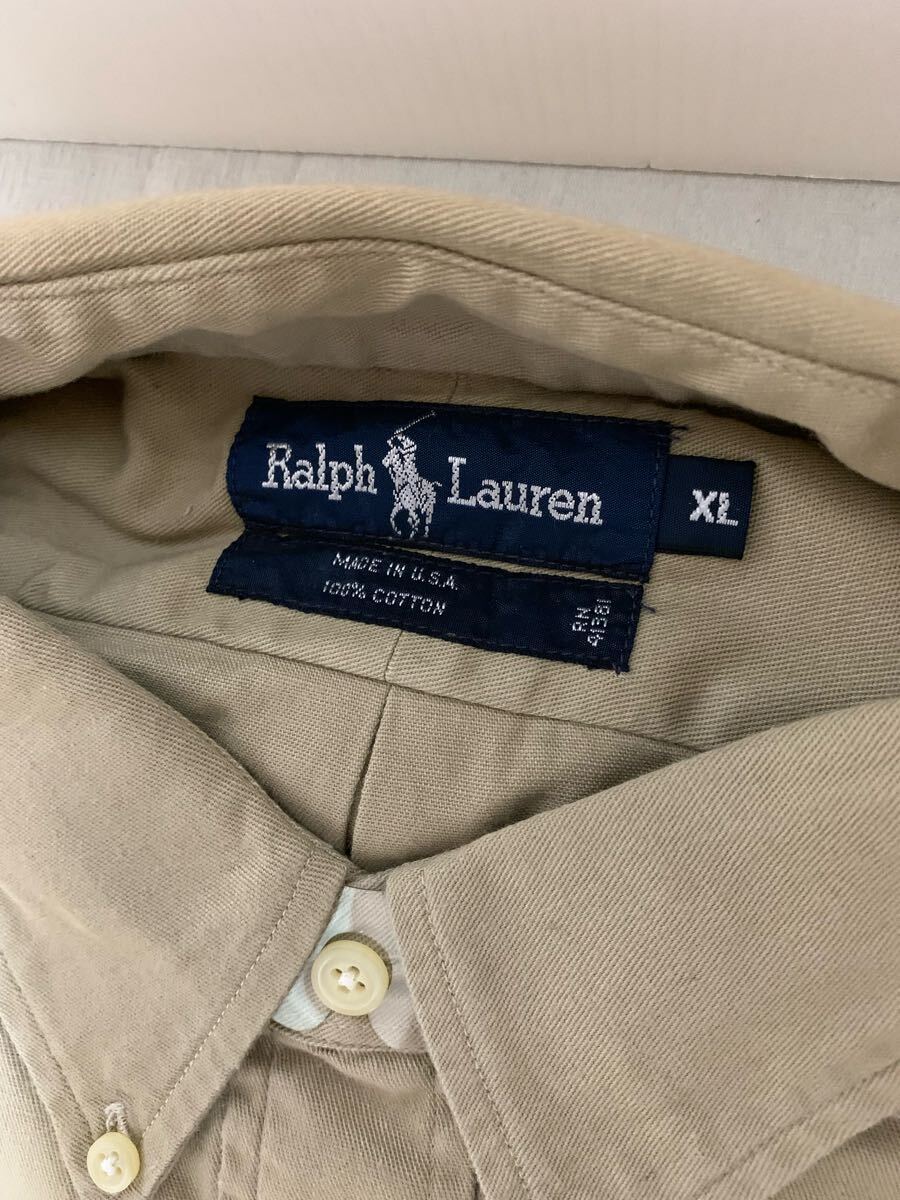 Ralph Lauren
XL
MADE IN U.S.A.
100% COTTON
RN
41381